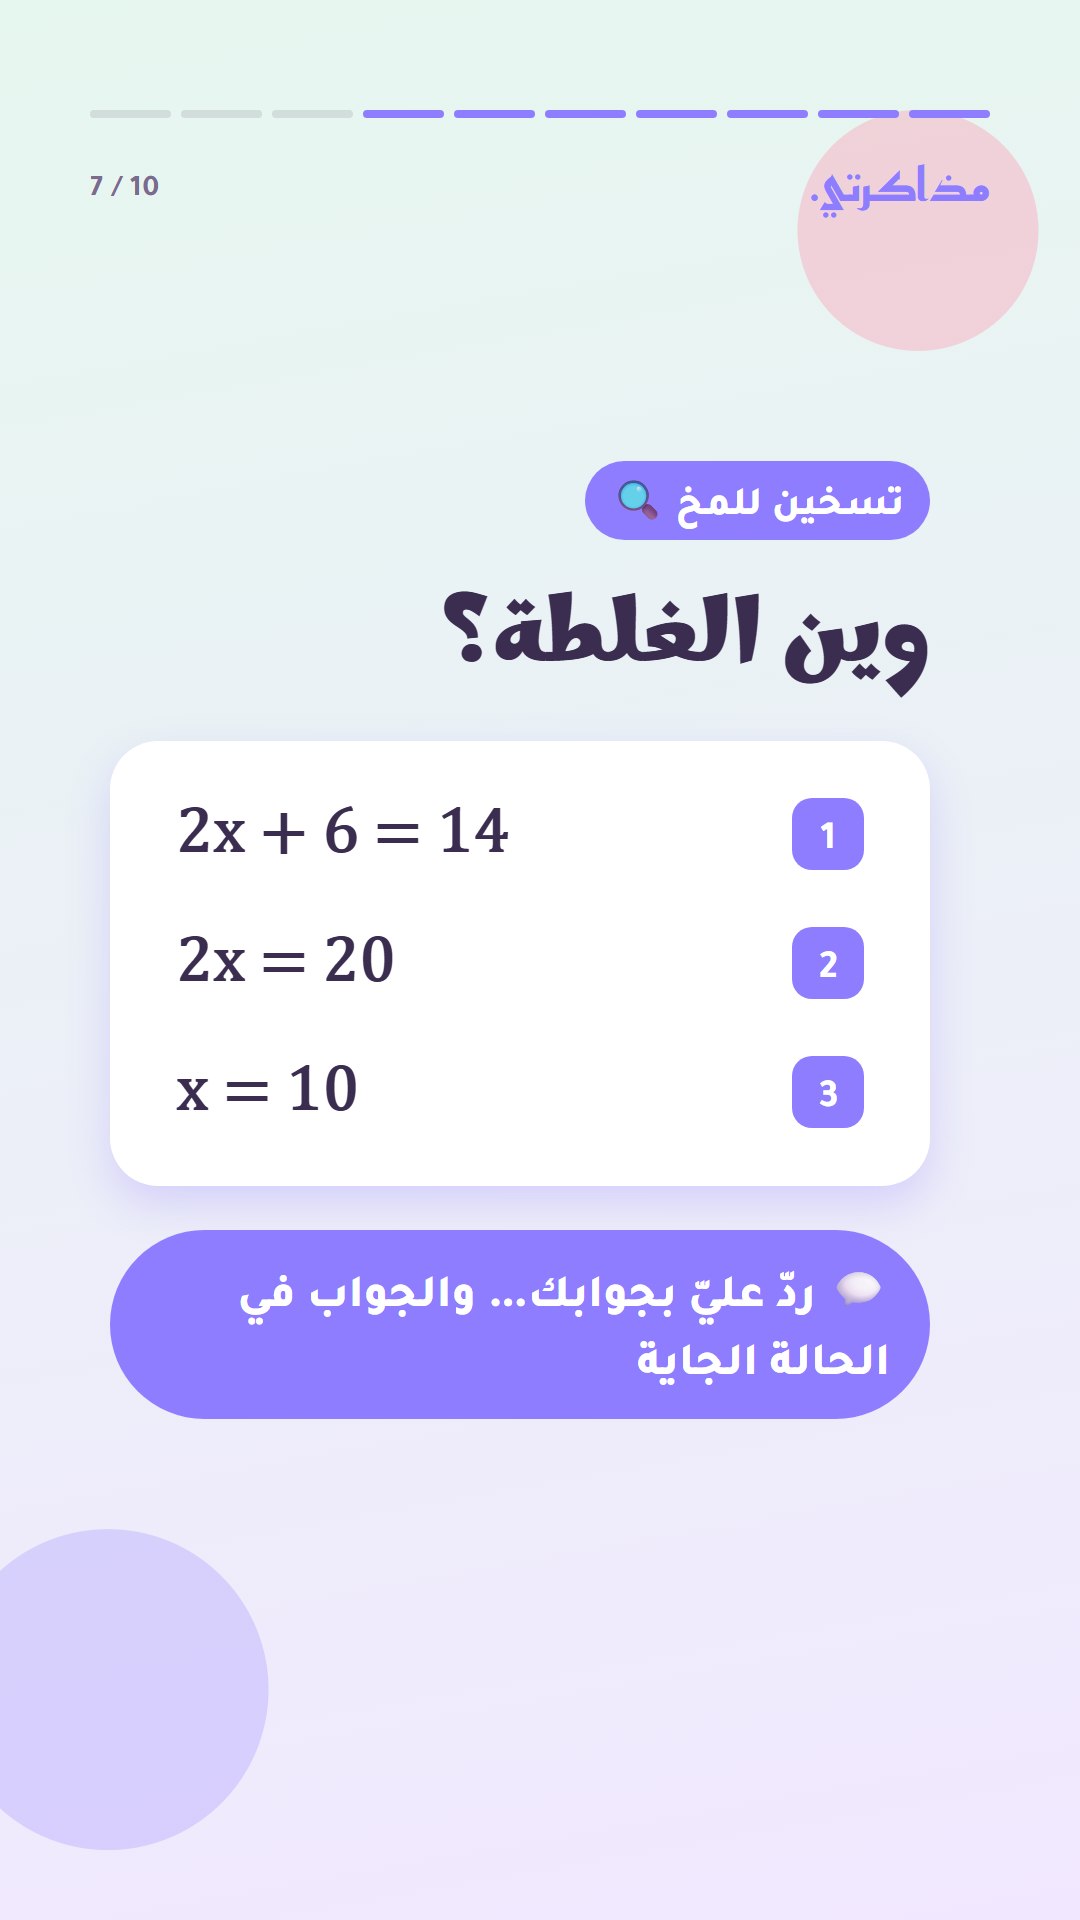 7 / 10
مذاكرتي.
تسخين للمخ 🔍
وين الغلطة؟
1 2x + 6 = 14
2 2x = 20
3 x = 10
💬 ردّ عليّ بجوابك... والجواب في
الحالة الجاية